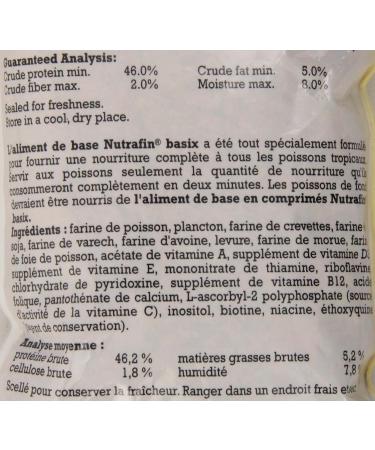 Guaranteed Analysis:
Crude protein min. 46.0% Crude fat min. 5.0%
Crude fiber max. 2.0% Moisture max. 8.0%
Sealed for freshness.
Store in a cool, dry place.
L'aliment de base Nutrafin® basix a été tout spécialement formulé
pour fournir une nourriture complète à tous les poissons tropicaux
Servir aux poissons seulement la quantité de nourriture qu'ils
consommeront complètement en deux minutes. Les poissons de fond
devraient être nourris de l'aliment de base en comprimés Nutrafin
basix.
Ingrédients : farine de poisson, plancton, farine de crevettes, farine
soja, farine de varech, farine d'avoine, levure, farine de morue, farine
de foie de poisson, acétate de vitamine A, supplément de vitamine D
supplément de vitamine E, mononitrate de thiamine, riboflavine
chlorhydrate de pyridoxine, supplément de vitamine B12, acide
folique, pantothénate de calcium, L-ascorbyl-2 polyphosphate (source
d'activité de la vitamine C), inositol, biotine, niacine, éthoxyquine
(agent de conservation).
Analyse moyenne :
protéine brute 46,2 % matières grasses brutes 5,2 %
cellulose brute 1,8 % humidité 7,8
Scellé pour conserver la fraîcheur. Ranger dans un endroit frais et sec